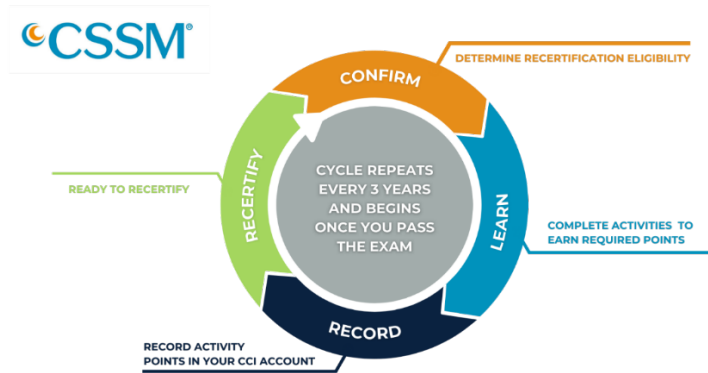 CSSM®
CONFIRM
DETERMINE RECERTIFICATION ELIGIBILITY
LEARN
COMPLETE ACTIVITIES TO
EARN REQUIRED POINTS
RECORD
RECORD ACTIVITY
POINTS IN YOUR CCI ACCOUNT
RECERTIFY
READY TO RECERTIFY
CYCLE REPEATS
EVERY 3 YEARS
AND BEGINS
ONCE YOU PASS
THE EXAM